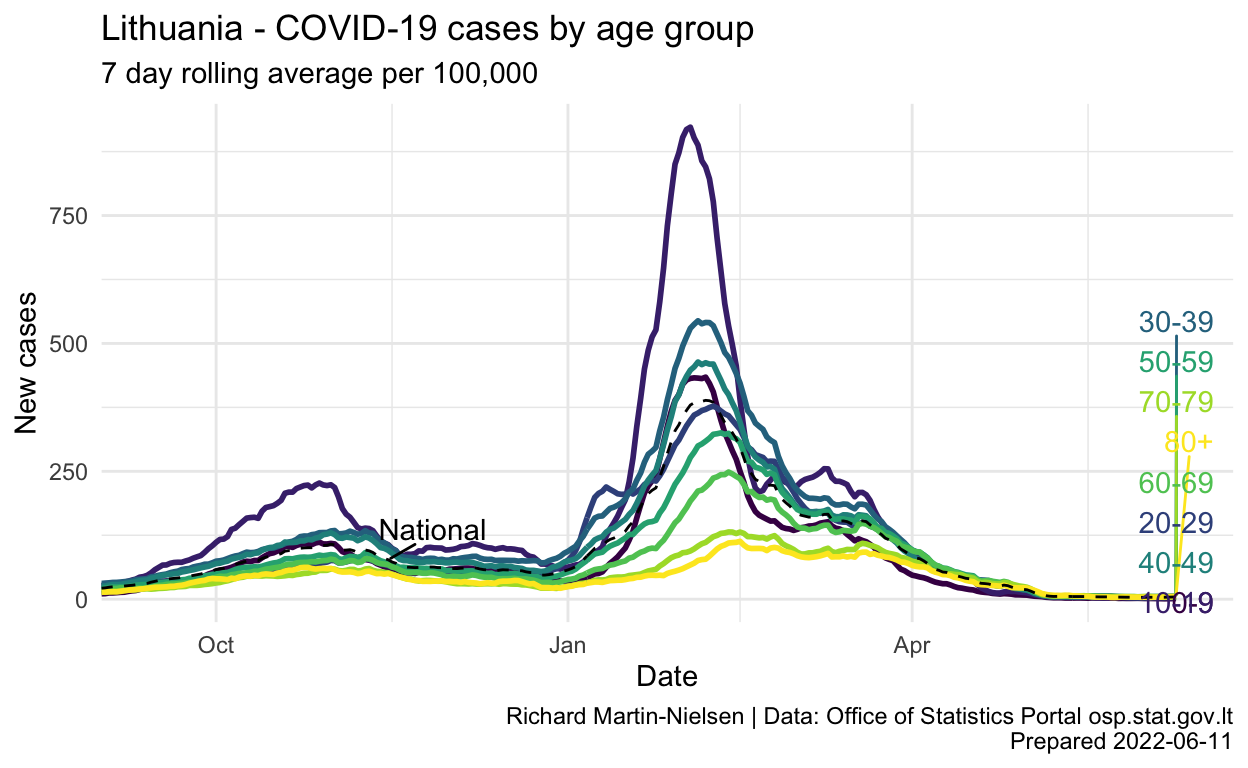 Lithuania - COVID-19 cases by age group
7 day rolling average per 100,000
New cases
750
500
250
0
National
30-39
50-59
70-79
80+
60-69
20-29
40-49
Oct
Jan
Apr
Date
Richard Martin-Nielsen | Data: Office of Statistics Portal osp.stat.gov.lt
Prepared 2022-06-11